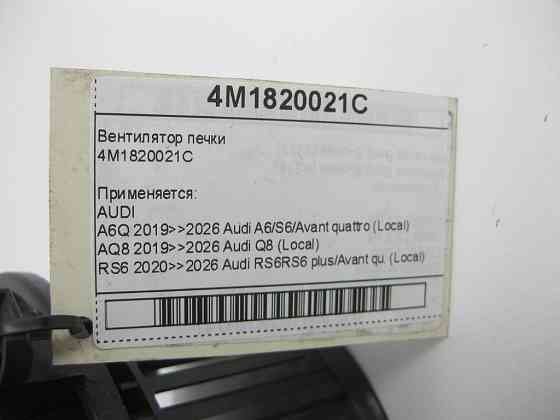 4M1820021C
Вентилятор печки
4M1820021C
Применяется:
AUDI
A6Q 2019>>2026 Audi A6/S6/Avant quattro (Local)
AQ8 2019>>2026 Audi Q8 (Local)
RS6 2020>>2026 Audi RS6RS6 plus/Avant qu. (Local)